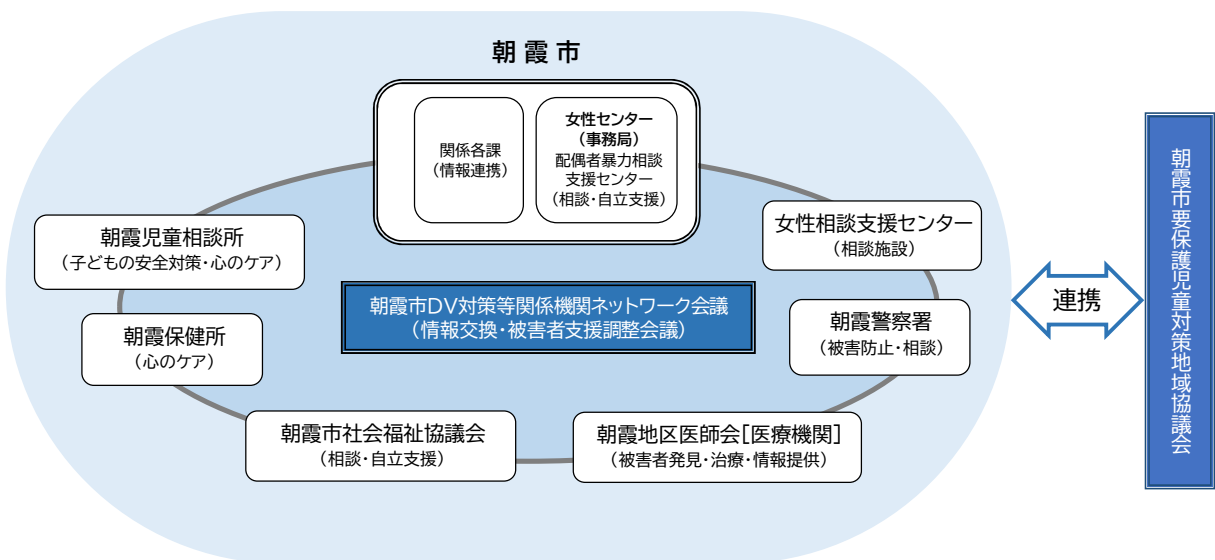 朝霞市
関係各課
（情報連携）
女性センター
（事務局）
配偶者暴力相談
支援センター
（相談・自立支援）
朝霞児童相談所
（子どもの安全対策・心のケア）
女性相談支援センター
（相談施設）
朝霞市DV対策等関係機関ネットワーク会議
（情報交換・被害者支援調整会議）
朝霞保健所
（心のケア）
朝霞警察署
（被害防止・相談）
朝霞市社会福祉協議会
（相談・自立支援）
朝霞地区医師会［医療機関］
（被害者発見・治療・情報提供）
連携
朝霞市要保護児童対策地域協議会